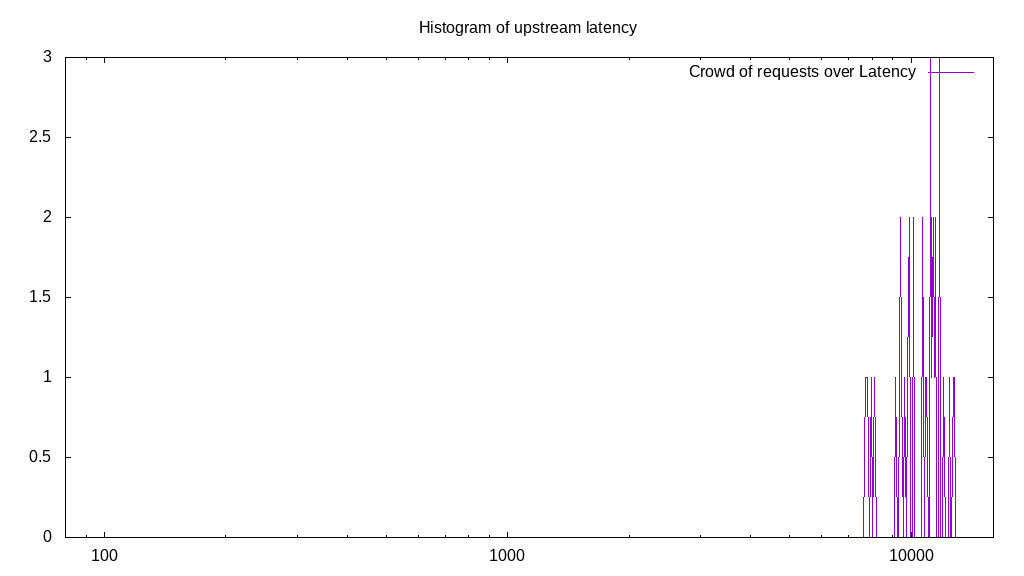 Histogram of upstream latency
3
Crowd of requests over Latency
2.5
2
1.5
1
0.5
0
100 1000 10000